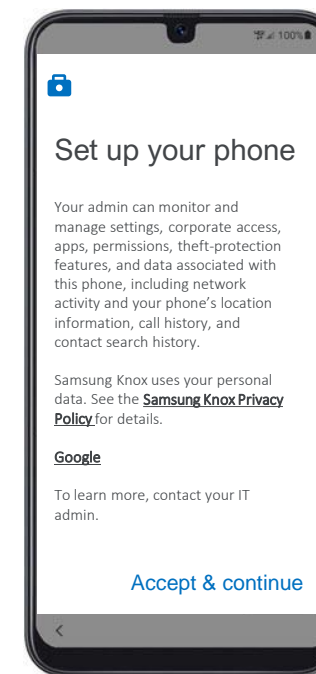 100%
Set up your phone
Your admin can monitor and
manage settings, corporate access,
apps, permissions, theft-protection
features, and data associated with
this phone, including network
activity and your phone's location
information, call history, and
contact search history.
Samsung Knox uses your personal
data. See the Samsung Knox Privacy
Policy for details.
Google
To learn more, contact your IT
admin.
Accept & continue